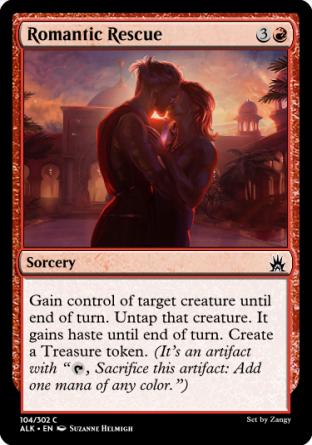 Romantic Rescue 3
Sorcery
Gain control of target creature until
end of turn. Untap that creature. It
gains haste until end of turn. Create
a Treasure token. (It's an artifact
with “, Sacrifice this artifact: Add
one mana of any color.”)
104/302 C
ALK • EN Suzanne Helmigh
Set by Zangy